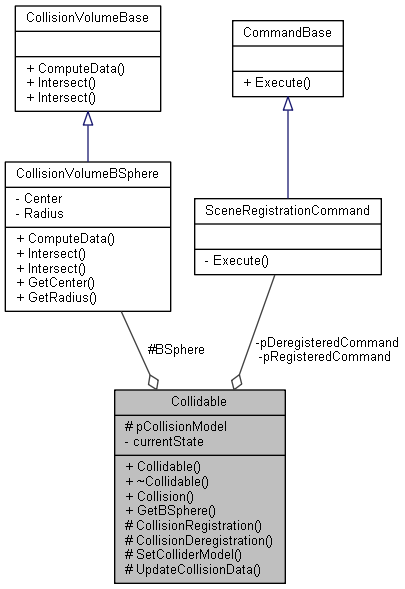 CollisionVolumeBase
+ ComputeData()
+ Intersect()
+ Intersect()
CommandBase
+ Execute()
CollisionVolumeBSphere
- Center
- Radius
+ ComputeData()
+ Intersect()
+ Intersect()
+ GetCenter()
+ GetRadius()
SceneRegistrationCommand
- Execute()
#BSphere
-pDeregisteredCommand
-pRegisteredCommand
Collidable
# pCollisionModel
- currentState
+ Collidable()
+ ~Collidable()
+ Collision()
+ GetBSphere()
# CollisionRegistration()
# CollisionDeregistration()
# SetColliderModel()
# UpdateCollisionData()